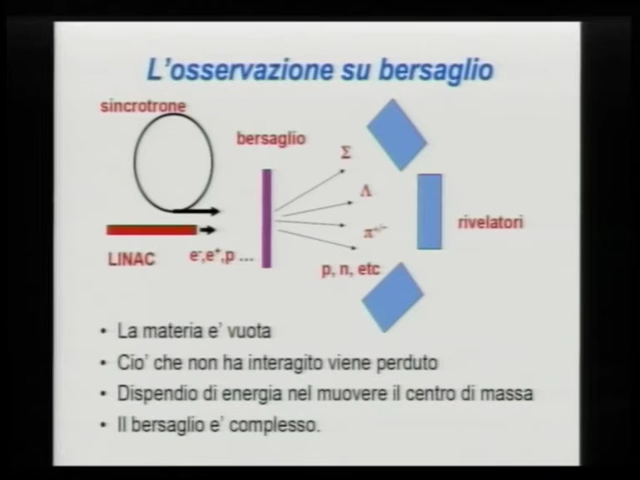 L'osservazione su bersaglio
sincrotrone
bersaglio
Σ
Λ
π+/-
rivelatori
LINAC
e-,e+,p ...
p, n, etc
• La materia e' vuota
• Cio' che non ha interagito viene perduto
• Dispendio di energia nel muovere il centro di massa
• Il bersaglio e' complesso.